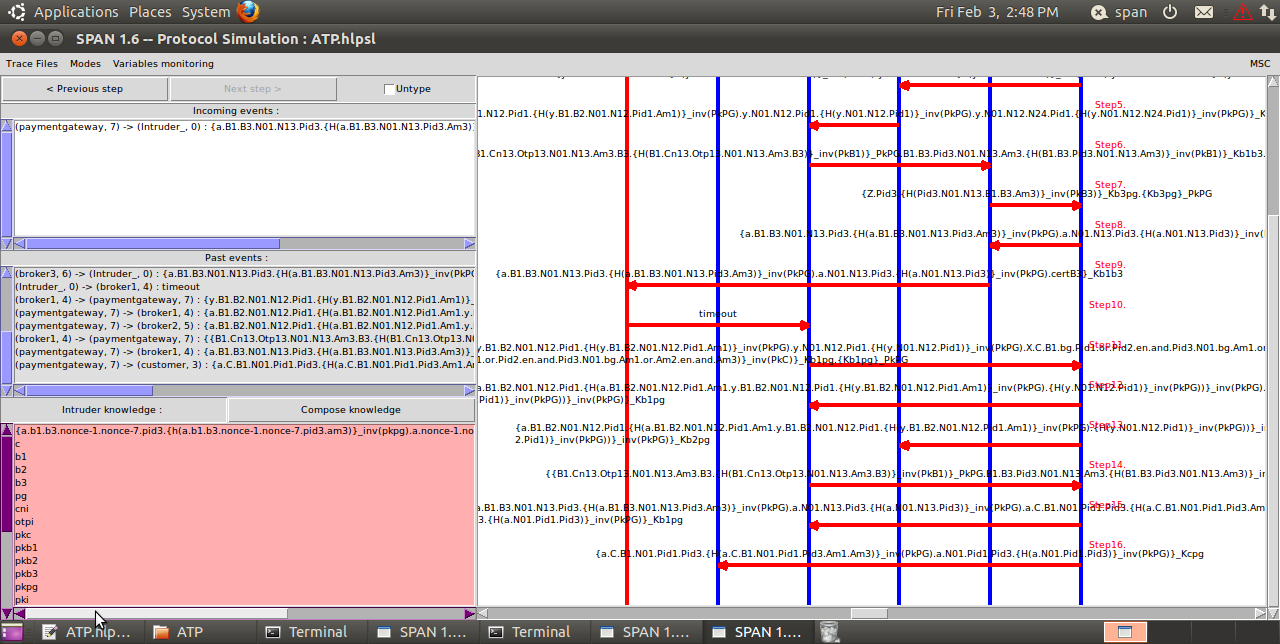 Applications Places System Fri Feb 3, 2:48 PM span
SPAN 1.6 -- Protocol Simulation : ATP.hlpsl
Trace Files Modes Variables monitoring MSC
< Previous step Next step > Untype
Incoming events :
(paymentgateway, 7) -> (Intruder_, 0) : {a.B1.B3.N01.N13.Pid3.{H(a.B1.B3.N01.N13.Pid3.Am3)
Past events :
(broker3, 6) -> (Intruder_, 0) : {a.B1.B3.N01.N13.Pid3.{H(a.B1.B3.N01.N13.Pid3.Am3)}_inv(PkPG
(Intruder_, 0) -> (broker1, 4) : timeout
(broker1, 4) -> (paymentgateway, 7) : {y.B1.B2.N01.N12.Pid1.{H(y.B1.B2.N01.N12.Pid1.Am1)}_
(paymentgateway, 7) -> (broker1, 4) : {a.B1.B2.N01.N12.Pid1.{H(a.B1.B2.N01.N12.Pid1.Am1.y.
(paymentgateway, 7) -> (broker2, 5) : {a.B1.B2.N01.N12.Pid1.{H(a.B1.B2.N01.N12.Pid1.Am1.y.
(broker1, 4) -> (paymentgateway, 7) : {{B1.Cn13.Otp13.N01.N13.Am3.B3.{H(B1.Cn13.Otp13.N0
(paymentgateway, 7) -> (broker1, 4) : {a.B1.B3.N01.N13.Pid3.{H(a.B1.B3.N01.N13.Pid3.Am3)}_
(paymentgateway, 7) -> (customer, 3) : {a.C.B1.N01.Pid1.Pid3.{H(a.C.B1.N01.Pid1.Pid3.Am1.A
Intruder knowledge : Compose knowledge
{a.b1.b3.nonce-1.nonce-7.pid3.{h(a.b1.b3.nonce-1.nonce-7.pid3.am3)}_inv(pkpg).a.nonce-1.no
c
b1
b2
b3
pg
cni
otpi
pkc
pkb1
pkb2
pkb3
pkpg
pki
Step5.
1.N12.Pid1.{H(y.B1.B2.N01.N12.Pid1.Am1)}_inv(PkPG).y.N01.N12.Pid1.{H(y.N01.N12.Pid1)}_inv(PkPG).y.N01.N12.N24.Pid1.{H(y.N01.N12.N24.Pid1)}_inv(PkPG)}_K
Step6.
B1.Cn13.Otp13.N01.N13.Am3.B3.{H(B1.Cn13.Otp13.N01.N13.Am3.B3)}_inv(PkB1)}_PkPG.B1.B3.Pid3.N01.N13.Am3.{H(B1.B3.Pid3.N01.N13.Am3)}_inv(PkB1)}_Kb1b3.
Step7.
{Z.Pid3.{H(Pid3.N01.N13.B1.B3.Am3)}_inv(PkB3)}_Kb3pg.{Kb3pg}_PkPG
Step8.
{a.B1.B3.N01.N13.Pid3.{H(a.B1.B3.N01.N13.Pid3.Am3)}_inv(PkPG).a.N01.N13.Pid3.{H(a.N01.N13.Pid3)}_inv(
Step9.
{a.B1.B3.N01.N13.Pid3.{H(a.B1.B3.N01.N13.Pid3.Am3)}_inv(PkPG).a.N01.N13.Pid3.{H(a.N01.N13.Pid3)}_inv(PkPG).certB3}_Kb1b3
Step10.
timeout
Step11.
y.B1.B2.N01.N12.Pid1.{H(y.B1.B2.N01.N12.Pid1.Am1)}_inv(PkPG).y.N01.N12.Pid1.{H(y.N01.N12.Pid1)}_inv(PkPG).X.C.B1.bg.Pid1.or.Pid2.en.and.Pid3.N01.bg.Am1.or
1.or.Pid2.en.and.Pid3.N01.bg.Am1.or.Am2.en.and.Am3)}_inv(PkC)}_Kb1pg.{Kb1pg}_PkPG
Step12.
a.B1.B2.N01.N12.Pid1.{H(a.B1.B2.N01.N12.Pid1.Am1.y.B1.B2.N01.N12.Pid1.{H(y.B1.B2.N01.N12.Pid1.Am1)}_inv(PkPG).{H(y.N01.N12.Pid1)}_inv(PkPG))}_inv(PkPG).
Pid1)}_inv(PkPG))}_inv(PkPG)}_Kb1pg
Step13.
{a.B1.B2.N01.N12.Pid1.{H(a.B1.B2.N01.N12.Pid1.Am1.y.B1.B2.N01.N12.Pid1.{H(y.B1.B2.N01.N12.Pid1.Am1)}_inv(PkPG).{H(y.N01.N12.Pid1)}_inv(PkPG))}_inv(
2.Pid1)}_inv(PkPG))}_inv(PkPG)}_Kb2pg
Step14.
{{B1.Cn13.Otp13.N01.N13.Am3.B3.{H(B1.Cn13.Otp13.N01.N13.Am3.B3)}_inv(PkB1)}_PkPG.B1.B3.Pid3.N01.N13.Am3.{H(B1.B3.Pid3.N01.N13.Am3)}_in
Step15.
a.B1.B3.N01.N13.Pid3.{H(a.B1.B3.N01.N13.Pid3.Am3)}_inv(PkPG).a.N01.N13.Pid3.{H(a.N01.N13.Pid3)}_inv(PkPG).a.C.B1.N01.Pid1.Pid3.{H(a.C.B1.N01.Pid1.Pid3.Am
3.{H(a.N01.Pid1.Pid3)}_inv(PkPG)}_Kb1pg
Step16.
{a.C.B1.N01.Pid1.Pid3.{H(a.C.B1.N01.Pid1.Pid3.Am1.Am3)}_inv(PkPG).a.N01.Pid1.Pid3.{H(a.N01.Pid1.Pid3)}_inv(PkPG)}_Kcpg
ATP.hlp... ATP Terminal SPAN 1.... Terminal SPAN 1.... SPAN 1....